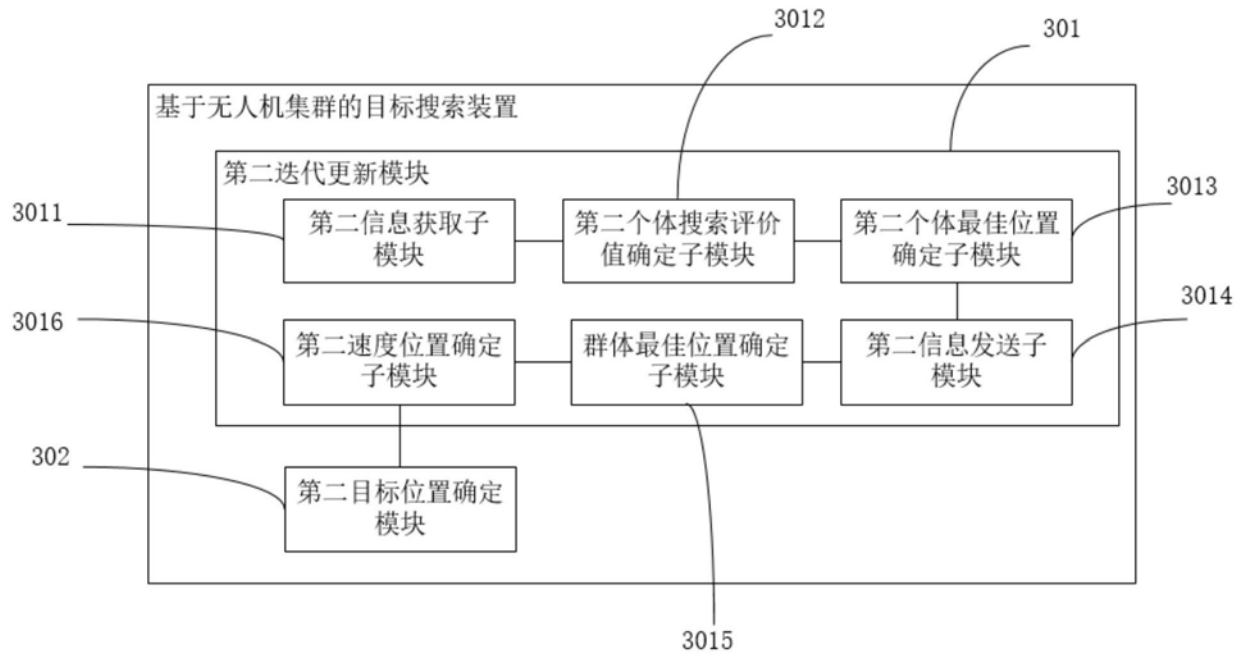 3012
301
基于无人机集群的目标搜索装置
第二迭代更新模块
3011
第二信息获取子
模块
第二个体搜索评价
值确定子模块
第二个体最佳位置
确定子模块
3013
3016
第二速度位置确定
子模块
群体最佳位置确定
子模块
第二信息发送子
模块
3014
302
第二目标位置确定
模块
3015